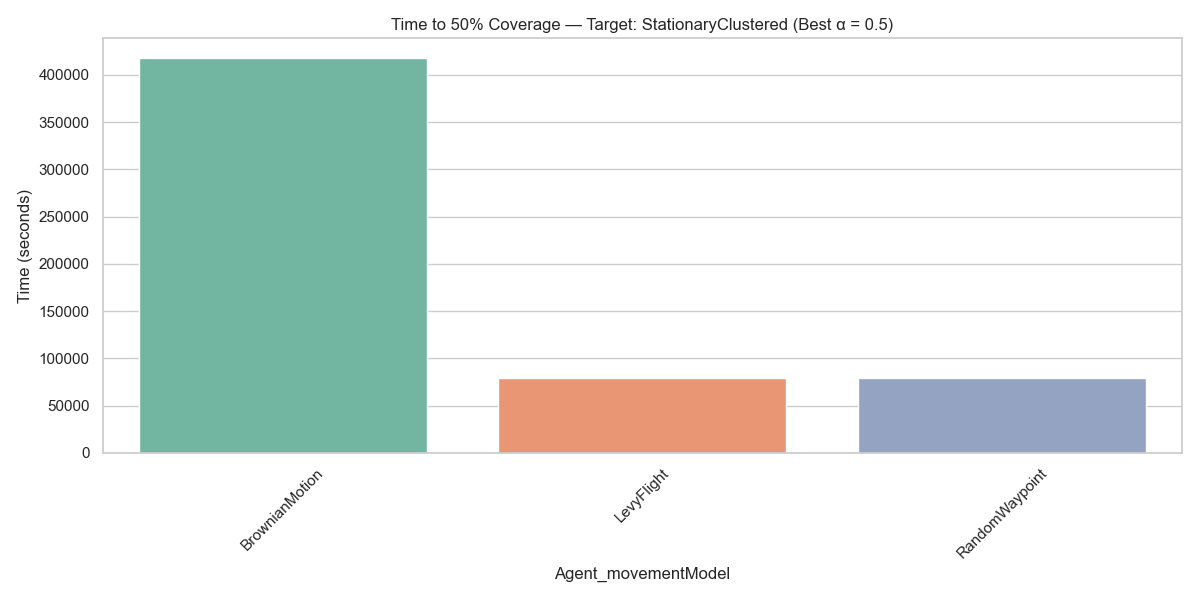 Time to 50% Coverage — Target: StationaryClustered (Best α = 0.5)
Time (seconds)
400000
350000
300000
250000
200000
150000
100000
50000
0
BrownianMotion
LevyFlight
RandomWaypoint
Agent_movementModel